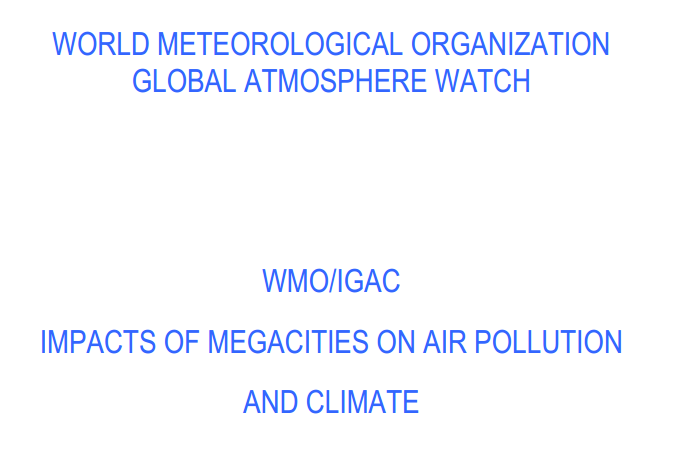 WORLD METEOROLOGICAL ORGANIZATION
GLOBAL ATMOSPHERE WATCH
WMO/IGAC
IMPACTS OF MEGACITIES ON AIR POLLUTION
AND CLIMATE